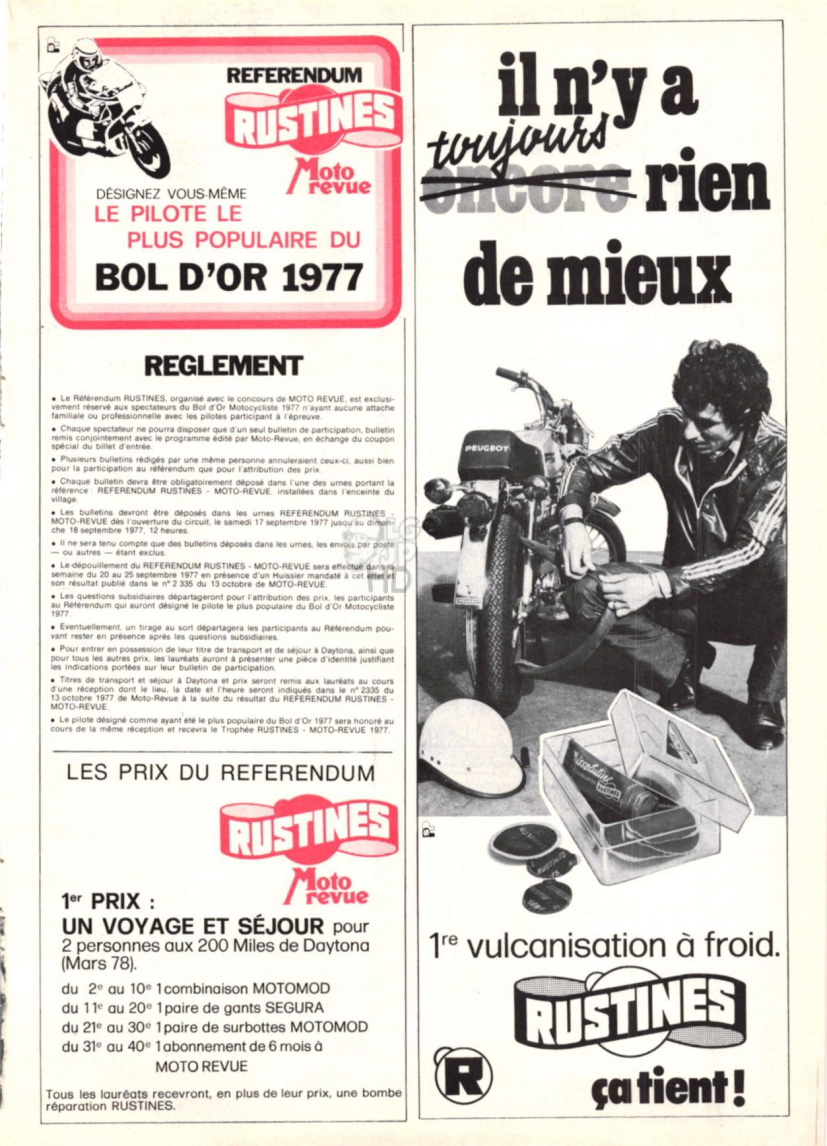 REFERENDUM
RUSTINES
Moto
revue
DÉSIGNEZ VOUS-MÊME
LE PILOTE LE
PLUS POPULAIRE DU
BOL D'OR 1977
REGLEMENT
• Le Référendum RUSTINES, organisé avec le concours de MOTO REVUE, est exclusi-
vement réservé aux spectateurs du Bol d'Or Motocycliste 1977 n'ayant aucune attache
familiale ou professionnelle avec les pilotes participant à l'épreuve.
• Chaque spectateur ne pourra disposer que d'un seul bulletin de participation, bulletin
remis conjointement avec le programme édité par Moto-Revue, en échange du coupon
spécial du billet d'entrée.
• Plusieurs bulletins rédigés par une même personne annuleraient ceux-ci, aussi bien
pour la participation au référendum que pour l'attribution des prix.
• Chaque bulletin devra être obligatoirement déposé dans l'une des urnes portant la
référence : REFERENDUM RUSTINES - MOTO-REVUE, installées dans l'enceinte du
village.
• Les bulletins devront être déposés dans les urnes REFERENDUM RUSTINES -
MOTO-REVUE dès l'ouverture du circuit, le samedi 17 septembre 1977 jusqu'au diman-
che 18 septembre 1977, 12 heures.
• Il ne sera tenu compte que des bulletins déposés dans les urnes, les envois par poste
— ou autres — étant exclus.
• Le dépouillement du REFERENDUM RUSTINES - MOTO-REVUE sera effectué dans la
semaine du 20 au 25 septembre 1977 en présence d'un Huissier mandaté à cet effet et
son résultat publié dans le n° 2 335 du 13 octobre de MOTO-REVUE.
• Les questions subsidiaires départageront pour l'attribution des prix, les participants
au Référendum qui auront désigné le pilote le plus populaire du Bol d'Or Motocycliste
1977.
• Eventuellement, un tirage au sort départagera les participants au Référendum pou-
vant rester en présence après les questions subsidiaires.
• Pour entrer en possession de leur titre de transport et de séjour à Daytona, ainsi que
pour tous les autres prix, les lauréats auront à présenter une pièce d'identité justifiant
les indications portées sur leur bulletin de participation.
• Titres de transport et séjour à Daytona et prix seront remis aux lauréats au cours
d'une réception dont le lieu, la date et l'heure seront indiqués dans le n° 2335 du
13 octobre 1977 de Moto-Revue à la suite du résultat du REFERENDUM RUSTINES -
MOTO-REVUE.
• Le pilote désigné comme ayant été le plus populaire du Bol d'Or 1977 sera honoré au
cours de la même réception et recevra le Trophée RUSTINES - MOTO-REVUE 1977.
LES PRIX DU REFERENDUM
RUSTINES
Moto
revue
1er PRIX :
UN VOYAGE ET SÉJOUR pour
2 personnes aux 200 Miles de Daytona
(Mars 78).
du 2e au 10e 1 combinaison MOTOMOD
du 11e au 20e 1 paire de gants SEGURA
du 21e au 30e 1 paire de surbottes MOTOMOD
du 31e au 40e 1 abonnement de 6 mois à
MOTO REVUE
Tous les lauréats recevront, en plus de leur prix, une bombe
réparation RUSTINES.
il n'y a
toujours
encore rien
de mieux
PEUGEOT
Dissolutine
RUSTINES
1re vulcanisation à froid.
RUSTINES
R
ça tient !